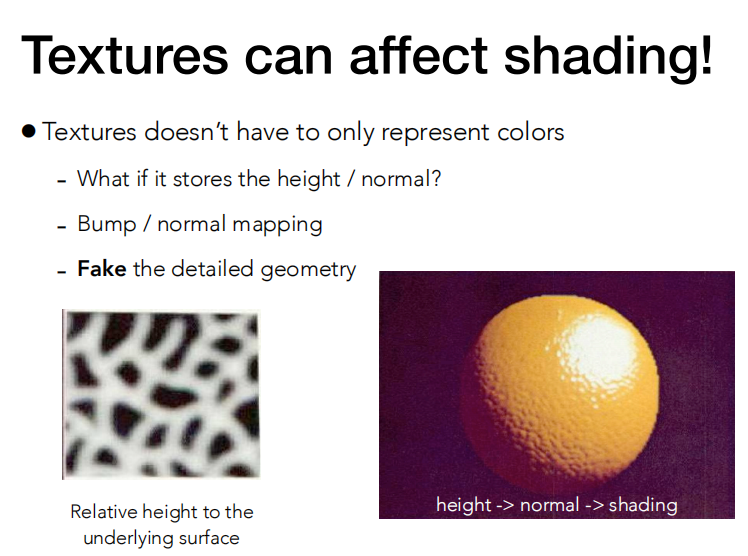 Textures can affect shading!
● Textures doesn’t have to only represent colors
- What if it stores the height / normal?
- Bump / normal mapping
- Fake the detailed geometry
Relative height to the
underlying surface
height -> normal -> shading